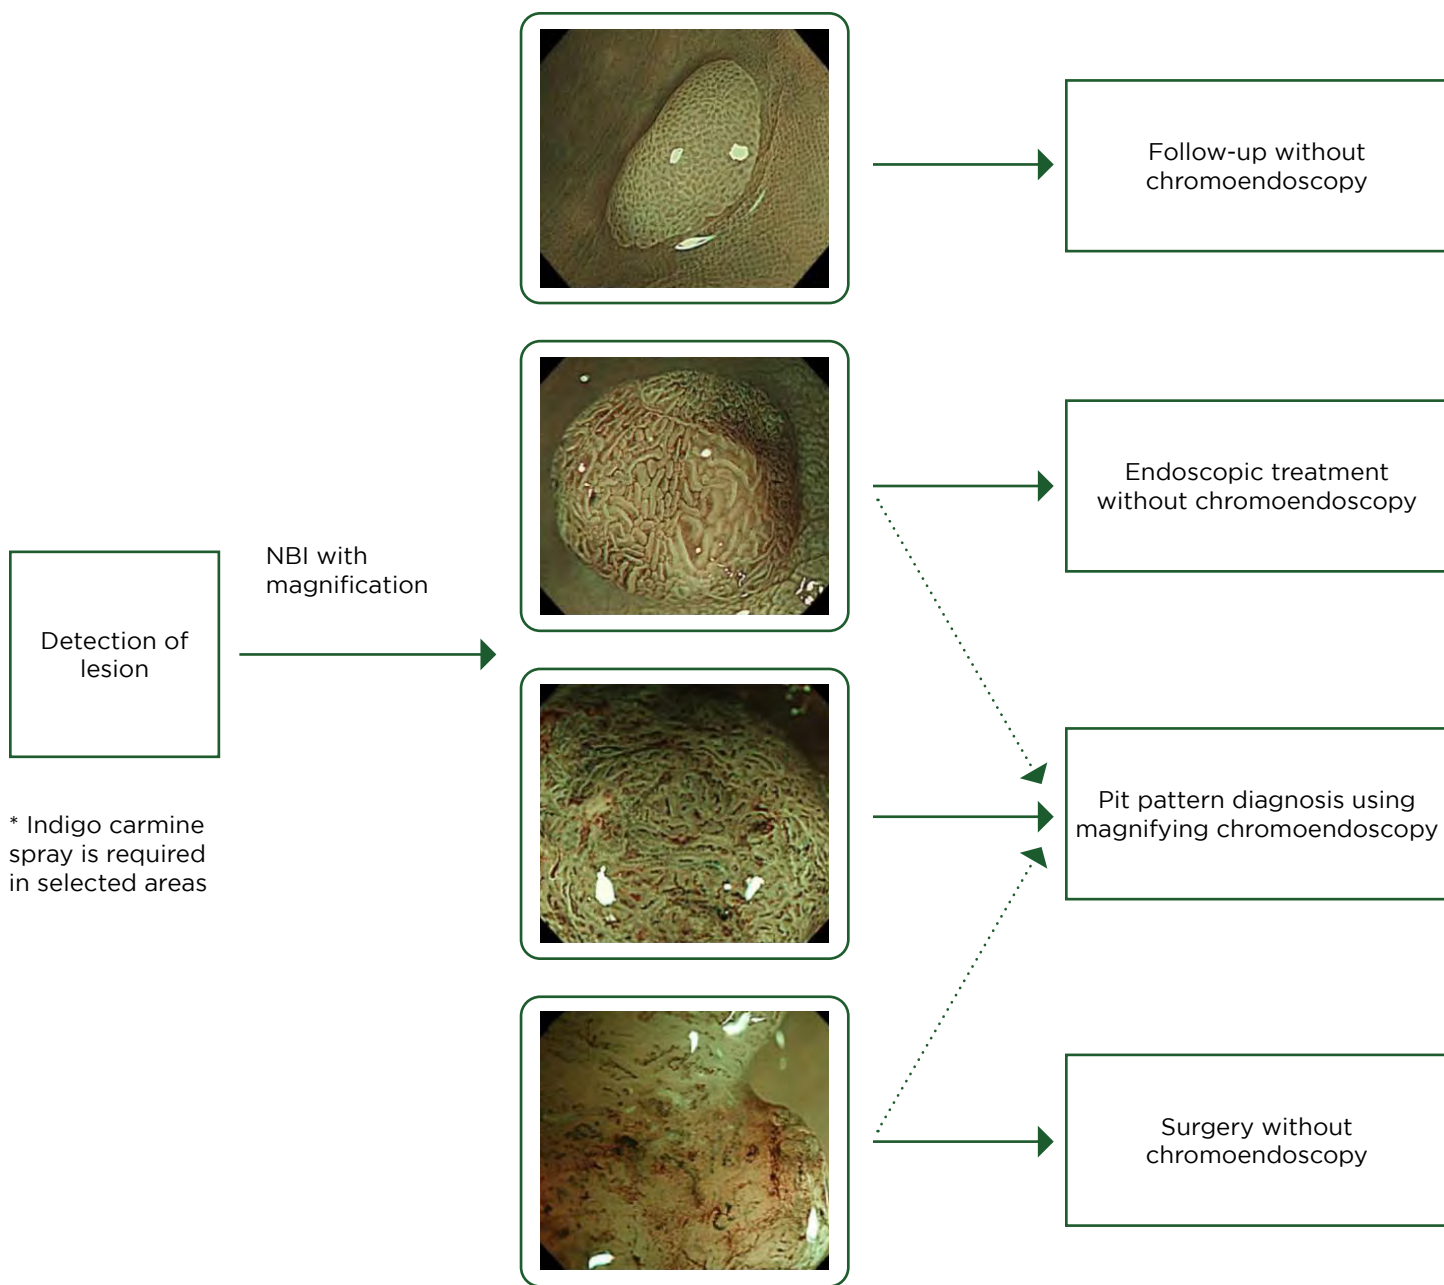 Follow-up without
chromoendoscopy
Endoscopic treatment
without chromoendoscopy
NBI with
magnification
Detection of
lesion
* Indigo carmine
spray is required
in selected areas
Pit pattern diagnosis using
magnifying chromoendoscopy
Surgery without
chromoendoscopy